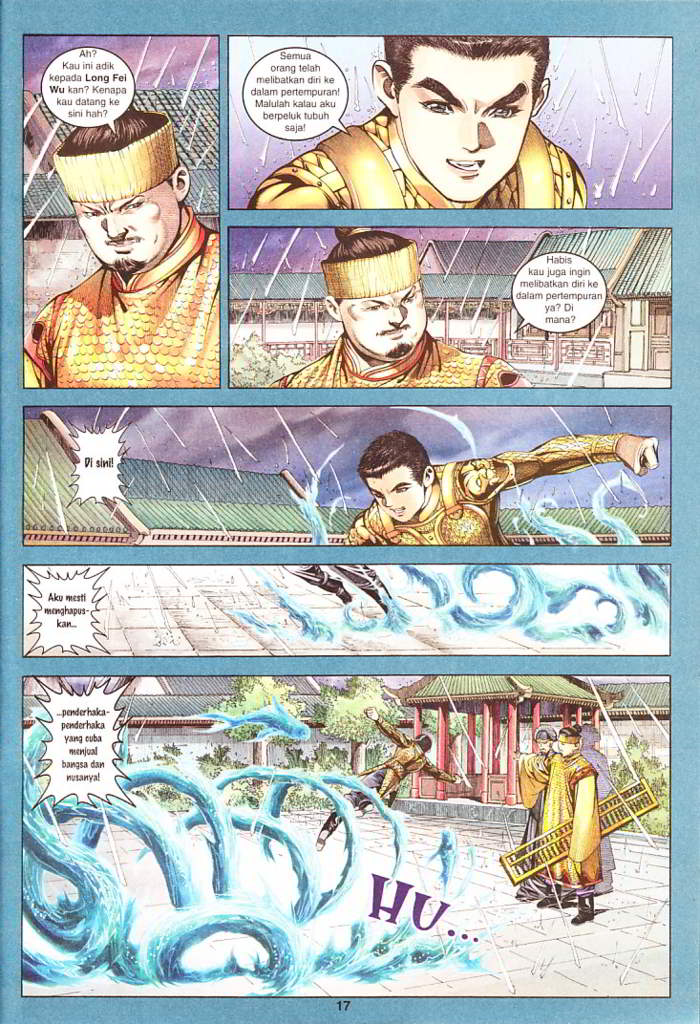 Ah?
Kau ini adik
kepada Long Fei
Wu kan? Kenapa
kau datang ke
sini hah?
Semua
orang telah
melibatkan diri ke
dalam pertempuran!
Malulah kalau aku
berpeluk tubuh
saja!
Habis
kau juga ingin
melibatkan diri ke
dalam pertempuran
ya? Di
mana?
Di sini!
Aku mesti
menghapus-
kan...
...penderhaka-
penderhaka
yang cuba
menjual
bangsa dan
nusanya!
HU...
17